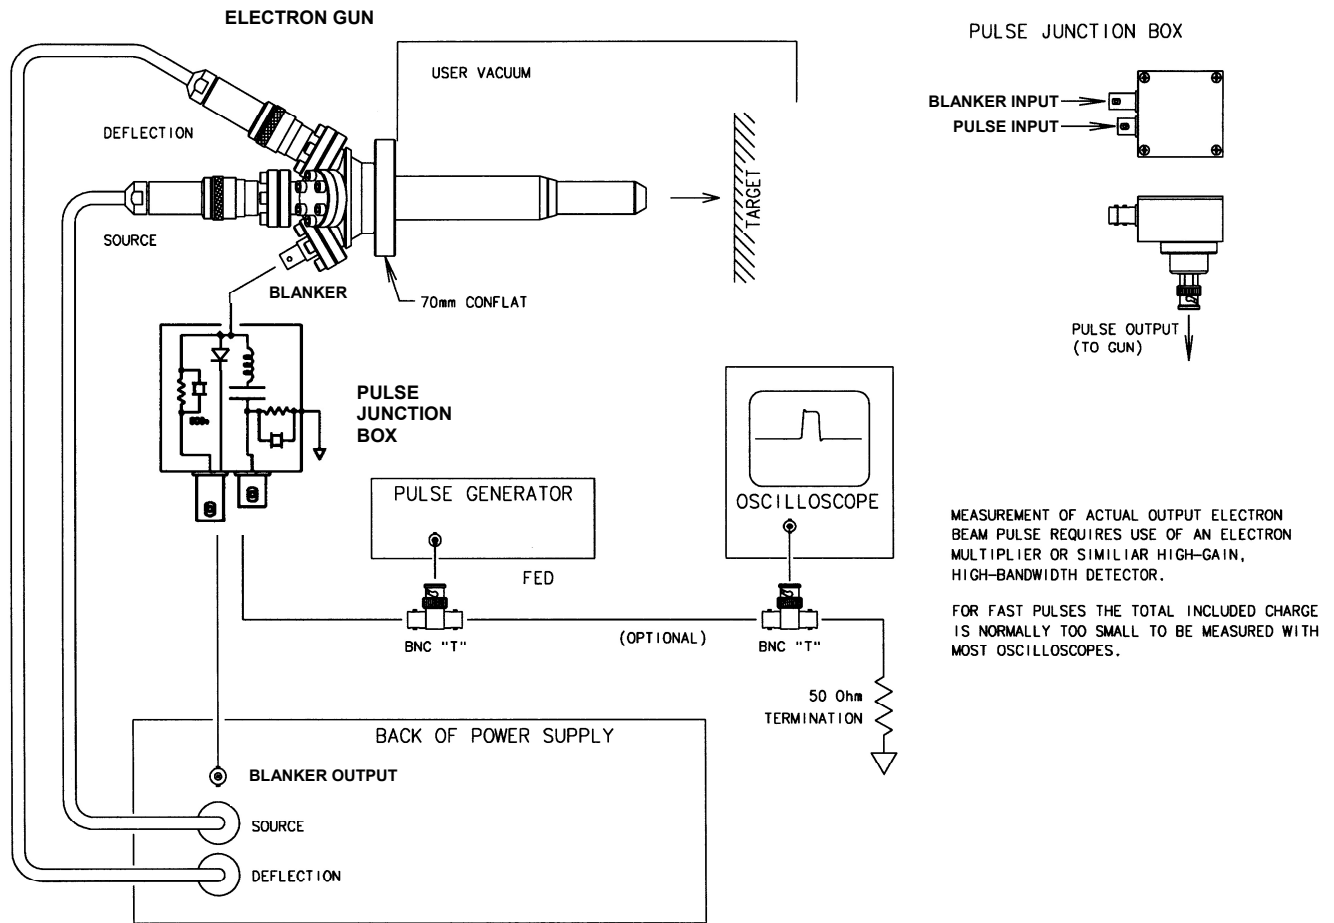 ELECTRON GUN
PULSE JUNCTION BOX
USER VACUUM
BLANKER INPUT
PULSE INPUT
DEFLECTION
TARGET
SOURCE
BLANKER
70mm CONFLAT
PULSE OUTPUT
(TO GUN)
PULSE
JUNCTION
BOX
PULSE GENERATOR
OSCILLOSCOPE
FED
BNC "T"
(OPTIONAL)
BNC "T"
MEASUREMENT OF ACTUAL OUTPUT ELECTRON
BEAM PULSE REQUIRES USE OF AN ELECTRON
MULTIPLIER OR SIMILIAR HIGH-GAIN,
HIGH-BANDWIDTH DETECTOR.
FOR FAST PULSES THE TOTAL INCLUDED CHARGE
IS NORMALLY TOO SMALL TO BE MEASURED WITH
MOST OSCILLOSCOPES.
50 Ohm
TERMINATION
BACK OF POWER SUPPLY
BLANKER OUTPUT
SOURCE
DEFLECTION